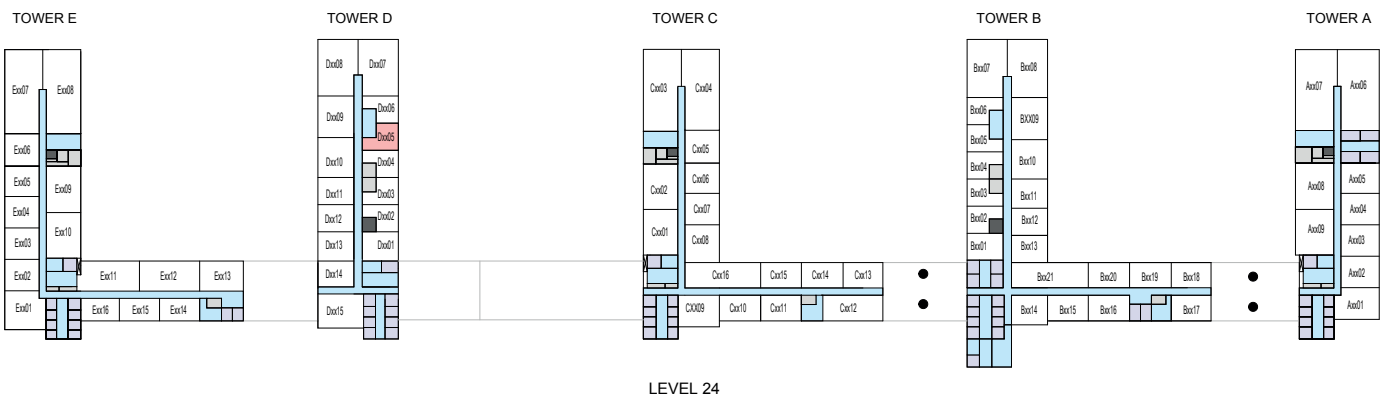 TOWER E
TOWER D
TOWER C
TOWER B
TOWER A
Exx07
Exx08
Exx06
Exx05
Exx04
Exx03
Exx02
Exx01
Exx09
Exx10
Exx11
Exx12
Exx13
Exx16
Exx15
Exx14
Dxx08
Dxx07
Dxx09
Dxx06
Dxx05
Dxx10
Dxx04
Dxx11
Dxx03
Dxx12
Dxx02
Dxx13
Dxx01
Dxx14
Dxx15
Cxx03
Cxx04
Cxx05
Cxx02
Cxx06
Cxx07
Cxx01
Cxx08
Cxx16
Cxx15
Cxx14
Cxx13
CXX09
Cxx10
Cxx11
Cxx12
Bxx07
Bxx08
Bxx06
BXX09
Bxx05
Bxx04
Bxx10
Bxx03
Bxx11
Bxx02
Bxx12
Bxx01
Bxx13
Bxx21
Bxx20
Bxx19
Bxx18
Bxx14
Bxx15
Bxx16
Bxx17
Axx07
Axx06
Axx08
Axx05
Axx04
Axx09
Axx03
Axx02
Axx01
LEVEL 24